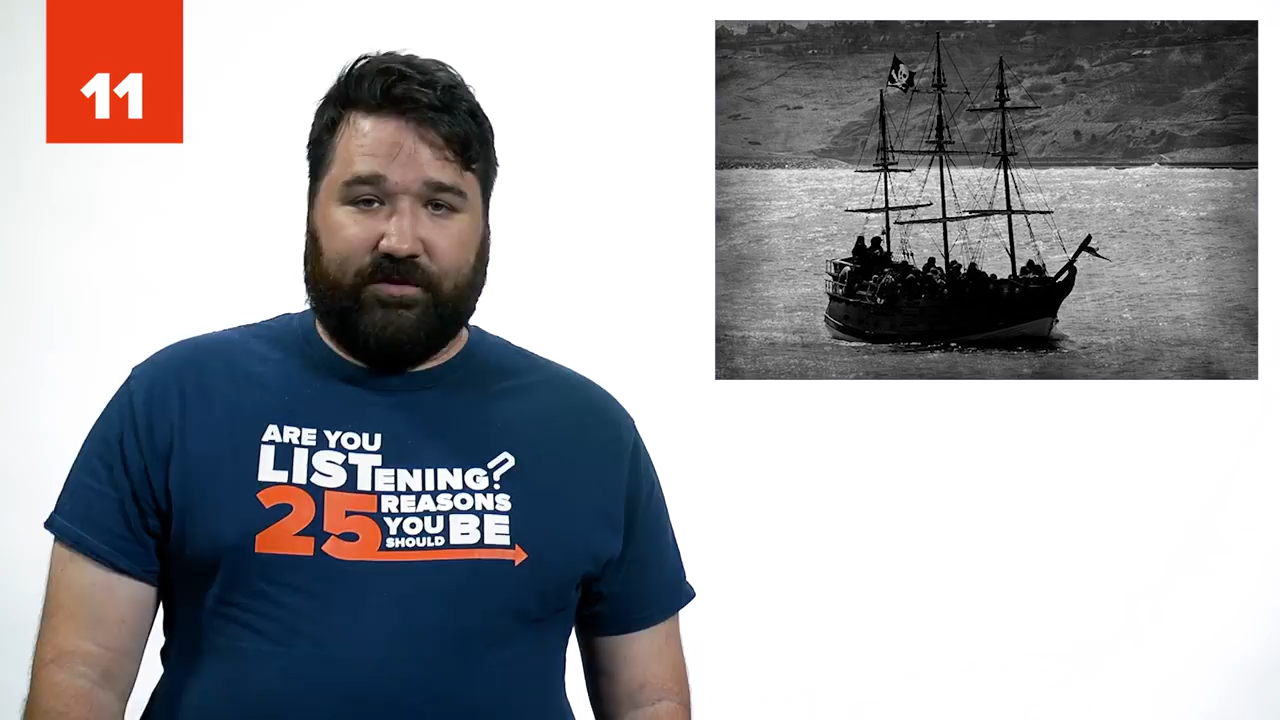 11
ARE YOU
LISTENING?
25 REASONS
YOU BE
SHOULD